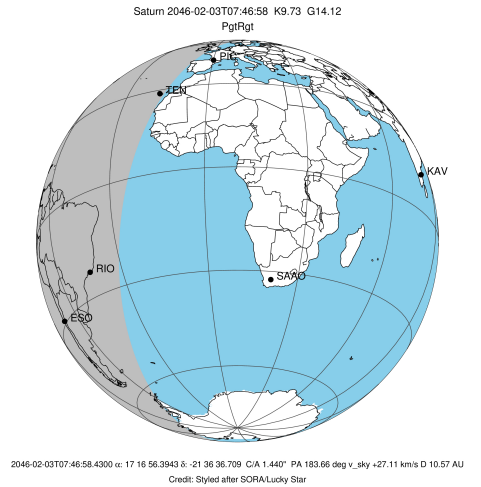 Saturn 2046-02-03T07:46:58  K9.73  G14.12
PgtRgt
PIC
TEN
KAV
RIO
SAAO
ESO
2046-02-03T07:46:58.4300 α: 17 16 56.3943 δ: -21 36 36.709  C/A 1.440"  PA 183.66 deg v_sky +27.11 km/s D 10.57 AU
Credit: Styled after SORA/Lucky Star